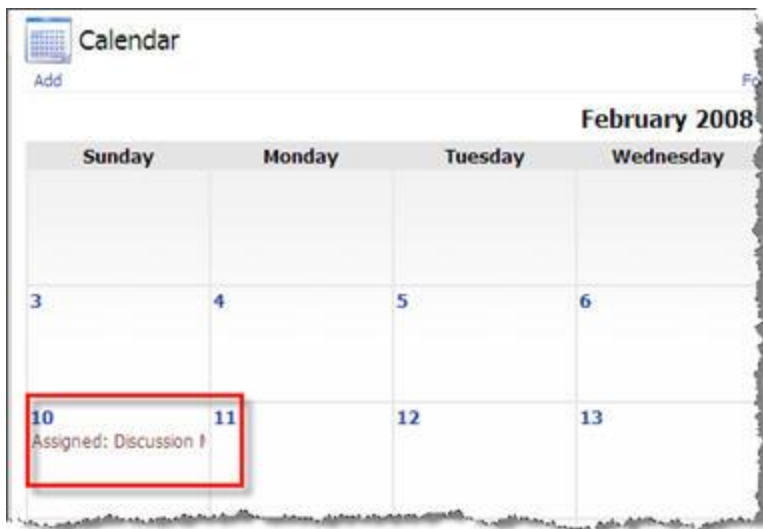 Calendar
Add
February 2008
Sunday Monday Tuesday Wednesday
3 4 5 6
10 11 12 13
Assigned: Discussion